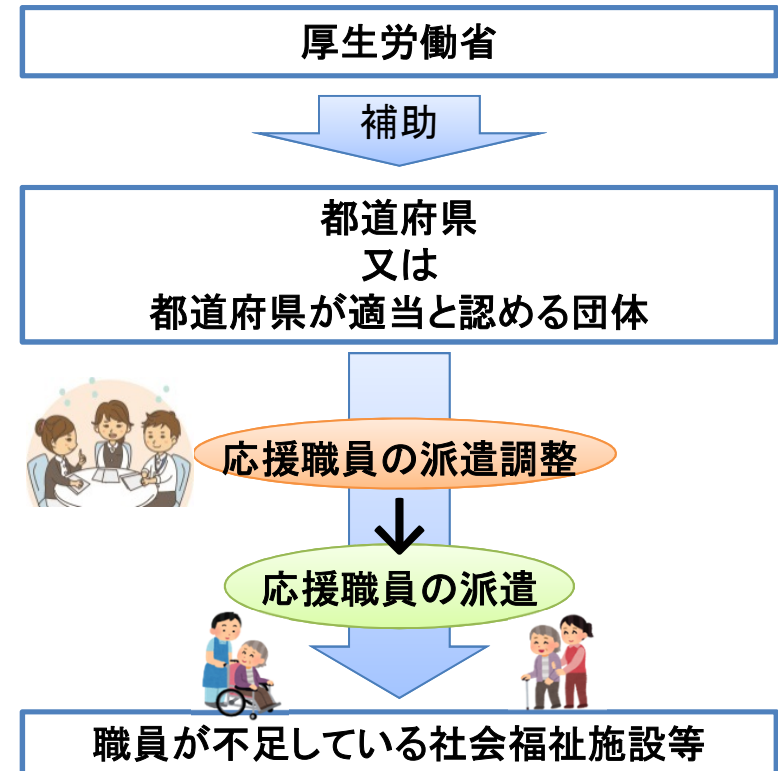 厚生労働省
補助
都道府県
又は
都道府県が適当と認める団体
応援職員の派遣調整
応援職員の派遣
職員が不足している社会福祉施設等